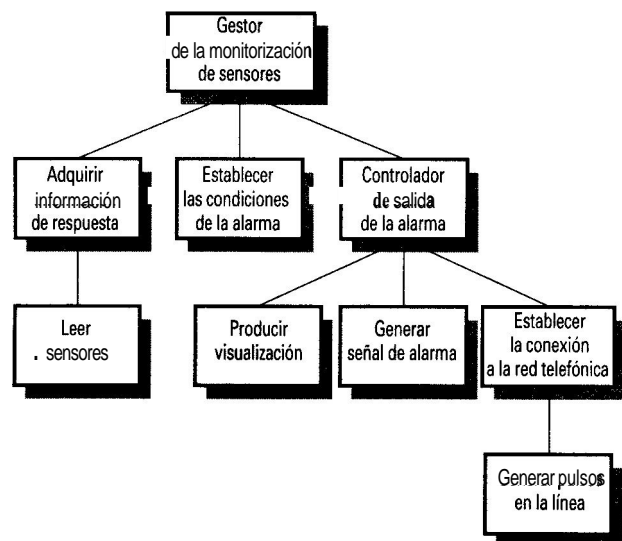 Gestor
de la monitorización
de sensores
Adquirir
información
de respuesta
Establecer
las condiciones
de la alarma
Controlador
de salida
de la alarma
Leer
sensores
Producir
visualización
Generar
señal de alarma
Establecer
la conexión
a la red telefónica
Generar pulsos
en la línea